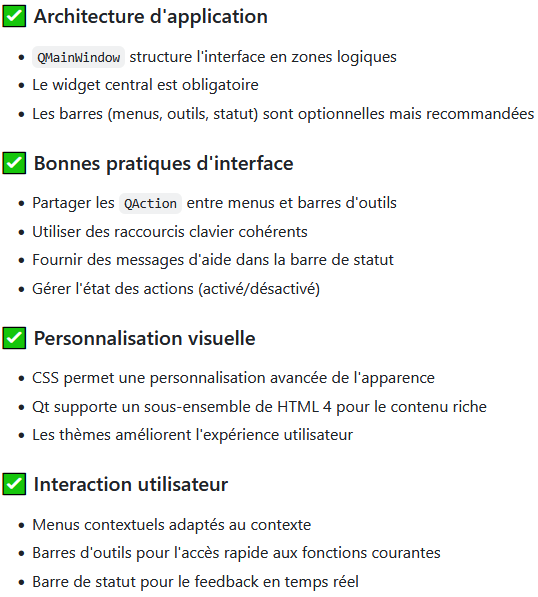 ✅ Architecture d'application
• QMainWindow structure l'interface en zones logiques
• Le widget central est obligatoire
• Les barres (menus, outils, statut) sont optionnelles mais recommandées
✅ Bonnes pratiques d'interface
• Partager les QAction entre menus et barres d'outils
• Utiliser des raccourcis clavier cohérents
• Fournir des messages d'aide dans la barre de statut
• Gérer l'état des actions (activé/désactivé)
✅ Personnalisation visuelle
• CSS permet une personnalisation avancée de l'apparence
• Qt supporte un sous-ensemble de HTML 4 pour le contenu riche
• Les thèmes améliorent l'expérience utilisateur
✅ Interaction utilisateur
• Menus contextuels adaptés au contexte
• Barres d'outils pour l'accès rapide aux fonctions courantes
• Barre de statut pour le feedback en temps réel